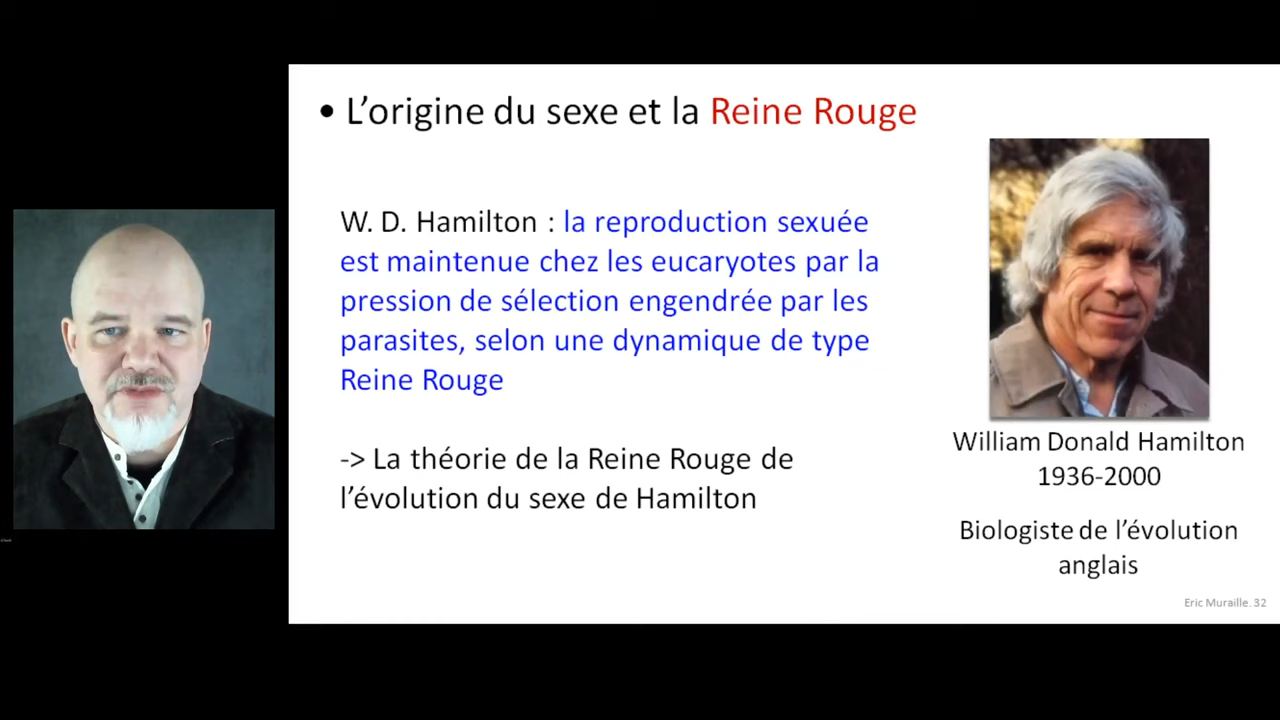 • L’origine du sexe et la Reine Rouge
W. D. Hamilton : la reproduction sexuée
est maintenue chez les eucaryotes par la
pression de sélection engendrée par les
parasites, selon une dynamique de type
Reine Rouge
-> La théorie de la Reine Rouge de
l’évolution du sexe de Hamilton
William Donald Hamilton
1936-2000
Biologiste de l’évolution
anglais
Eric Muraille. 32